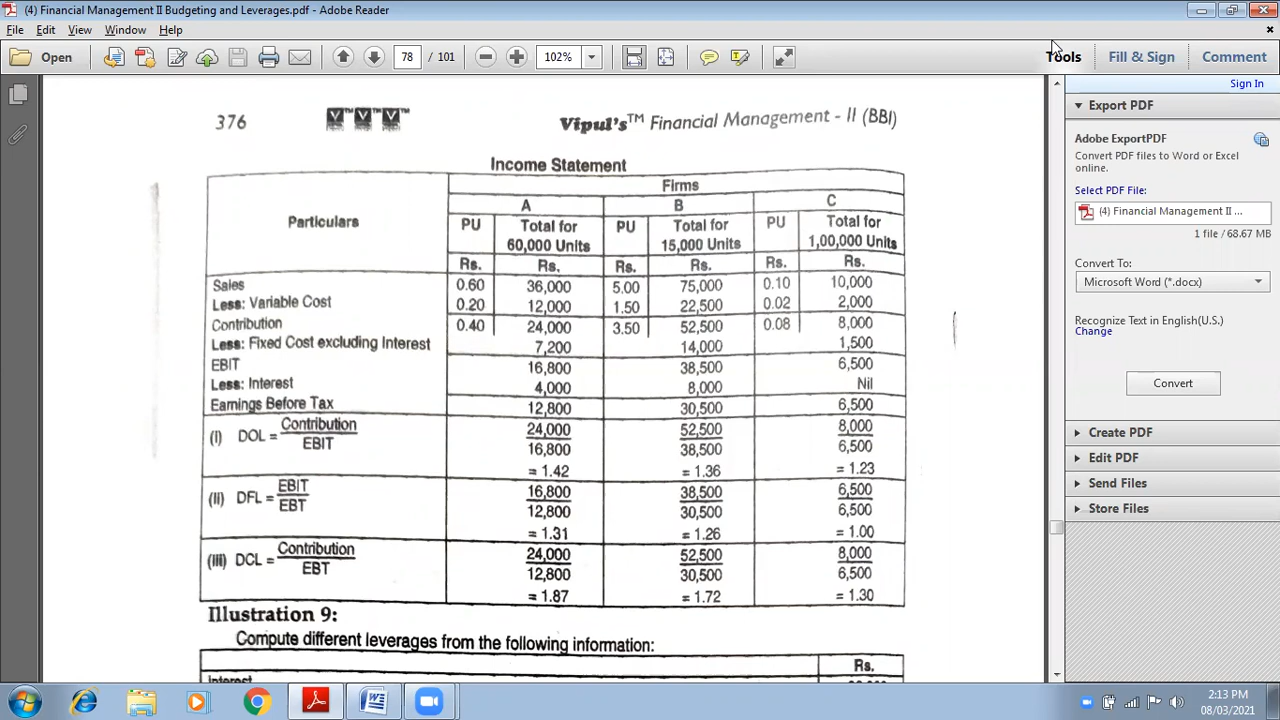 (4) Financial Management II Budgeting and Leverages.pdf - Adobe Reader
File Edit View Window Help
Open 78 / 101 102% Tools Fill & Sign Comment
Sign In
376 V™ V™ V™ Vipul's™ Financial Management - II (BBI)
Income Statement
Particulars Firms
A B C
PU Total for 60,000 Units PU Total for 15,000 Units PU Total for 1,00,000 Units
Rs. Rs. Rs. Rs. Rs. Rs.
Sales 0.60 36,000 5.00 75,000 0.10 10,000
Less: Variable Cost 0.20 12,000 1.50 22,500 0.02 2,000
Contribution 0.40 24,000 3.50 52,500 0.08 8,000
Less: Fixed Cost excluding Interest 7,200 14,000 1,500
EBIT 16,800 38,500 6,500
Less: Interest 4,000 8,000 Nil
Earnings Before Tax 12,800 30,500 6,500
(I) DOL = Contribution 24,000 52,500 8,000
EBIT 16,800 38,500 6,500
= 1.42 = 1.36 = 1.23
(II) DFL = EBIT 16,800 38,500 6,500
EBT 12,800 30,500 6,500
= 1.31 = 1.26 = 1.00
(III) DCL = Contribution 24,000 52,500 8,000
EBT 12,800 30,500 6,500
= 1.87 = 1.72 = 1.30
Illustration 9:
Compute different leverages from the following information:
Rs.
Interest
Export PDF
Adobe ExportPDF
Convert PDF files to Word or Excel
online.
Select PDF File:
(4) Financial Management II ...
1 file / 68.67 MB
Convert To:
Microsoft Word (*.docx)
Recognize Text in English(U.S.)
Change
Convert
Create PDF
Edit PDF
Send Files
Store Files
2:13 PM
08/03/2021